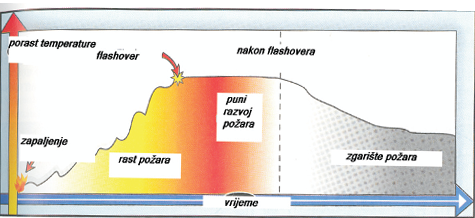 porast temperature
flashover
nakon flashovera
puni
razvoj
požara
zapaljenje
rast požara
zgarište požara
vrijeme